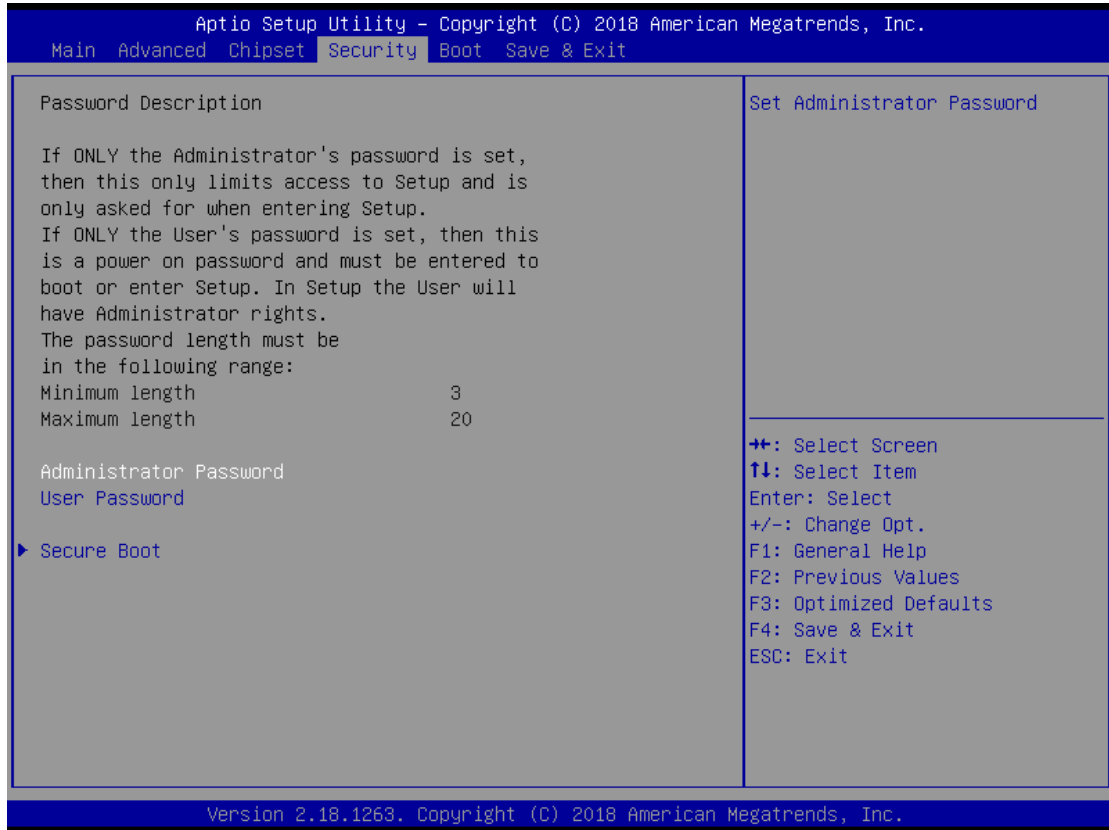 Aptio Setup Utility – Copyright (C) 2018 American Megatrends, Inc.
Main Advanced Chipset Security Boot Save & Exit
Password Description
If ONLY the Administrator's password is set,
then this only limits access to Setup and is
only asked for when entering Setup.
If ONLY the User's password is set, then this
is a power on password and must be entered to
boot or enter Setup. In Setup the User will
have Administrator rights.
The password length must be
in the following range:
Minimum length 3
Maximum length 20
Administrator Password
User Password
Secure Boot
Set Administrator Password
→←: Select Screen
↑↓: Select Item
Enter: Select
+/-: Change Opt.
F1: General Help
F2: Previous Values
F3: Optimized Defaults
F4: Save & Exit
ESC: Exit
Version 2.18.1263. Copyright (C) 2018 American Megatrends, Inc.